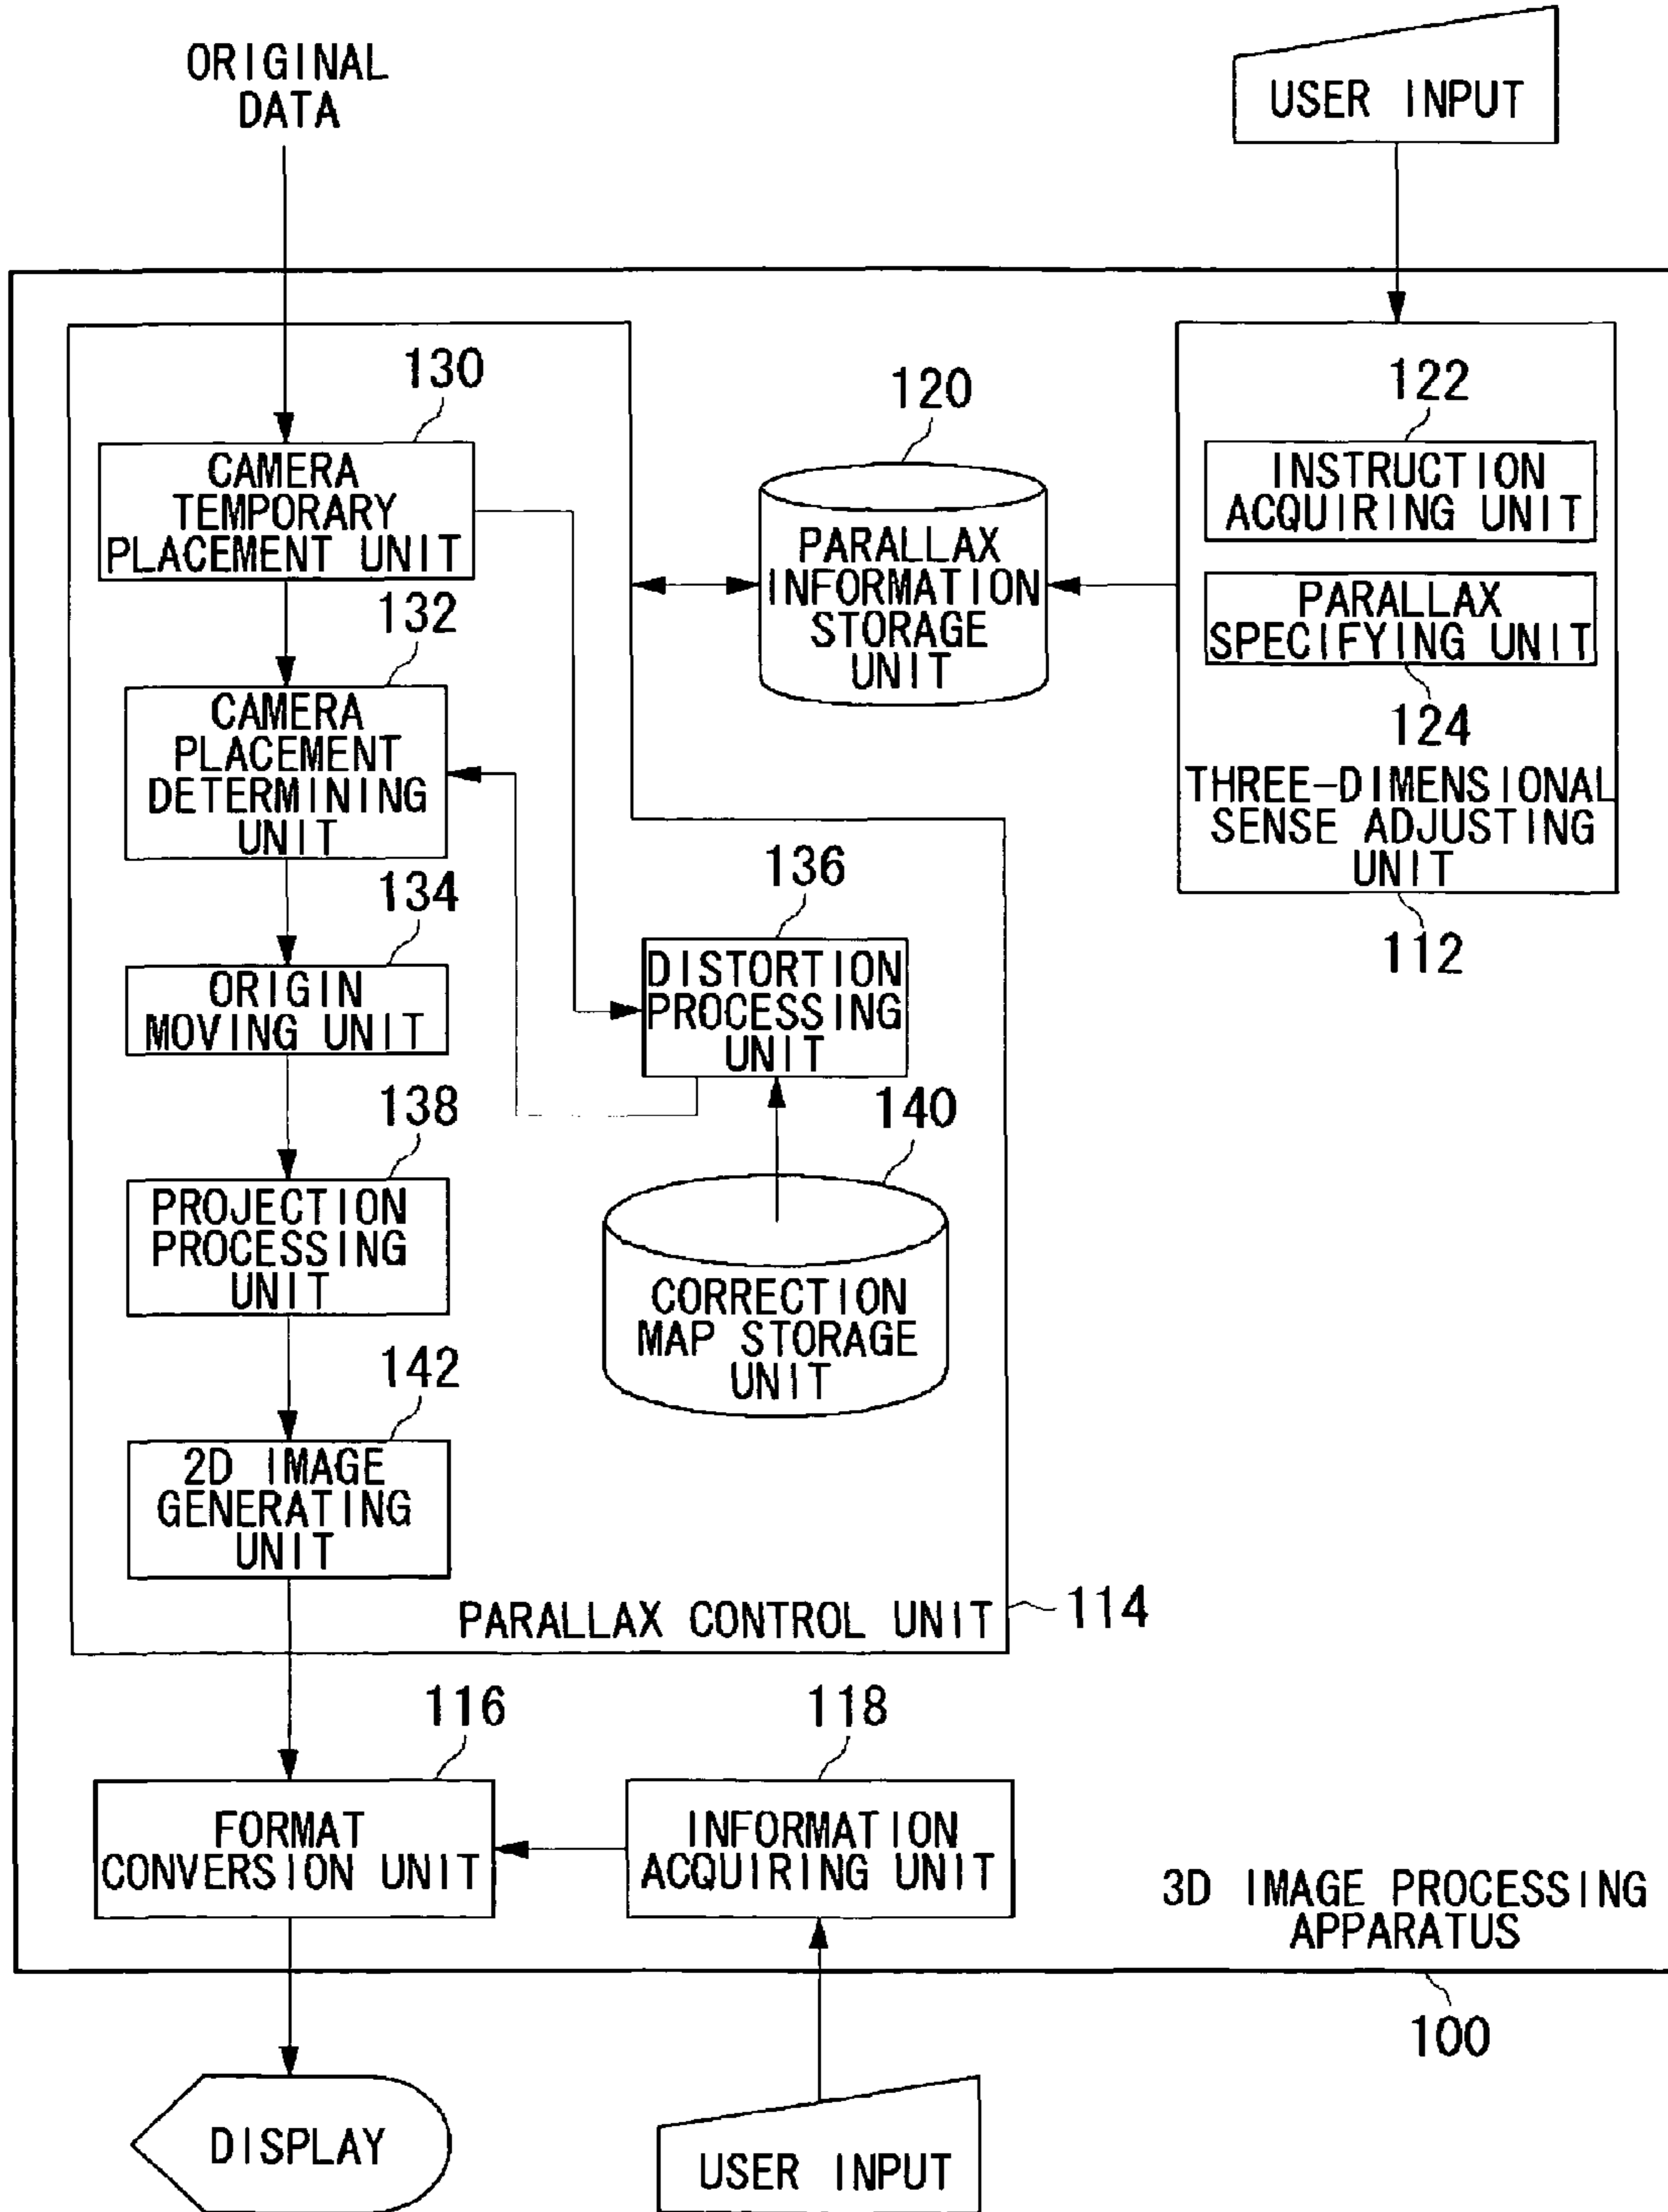 ORIGINAL
DATA
USER INPUT
130
CAMERA
TEMPORARY
PLACEMENT UNIT
120
PARALLAX
INFORMATION
STORAGE
UNIT
122
INSTRUCTION
ACQUIRING UNIT
PARALLAX
SPECIFYING UNIT
124
THREE-DIMENSIONAL
SENSE ADJUSTING
UNIT
112
132
CAMERA
PLACEMENT
DETERMINING
UNIT
134
ORIGIN
MOVING UNIT
136
DISTORTION
PROCESSING
UNIT
138
PROJECTION
PROCESSING
UNIT
140
CORRECTION
MAP STORAGE
UNIT
142
2D IMAGE
GENERATING
UNIT
PARALLAX CONTROL UNIT
114
116
FORMAT
CONVERSION UNIT
118
INFORMATION
ACQUIRING UNIT
3D IMAGE PROCESSING
APPARATUS
100
DISPLAY
USER INPUT